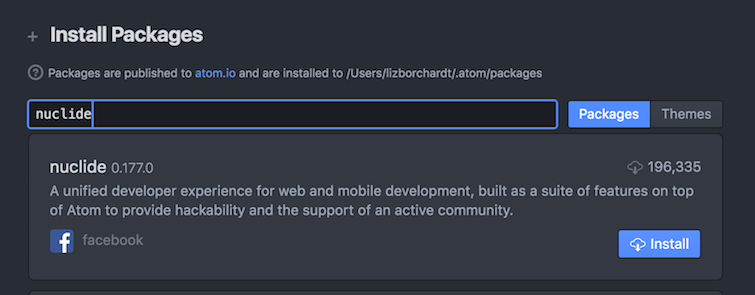 + Install Packages
? Packages are published to atom.io and are installed to /Users/lizborchardt/.atom/packages
nuclide Packages Themes
nuclide 0.177.0 196,335
A unified developer experience for web and mobile development, built as a suite of features on top
of Atom to provide hackability and the support of an active community.
f facebook Install